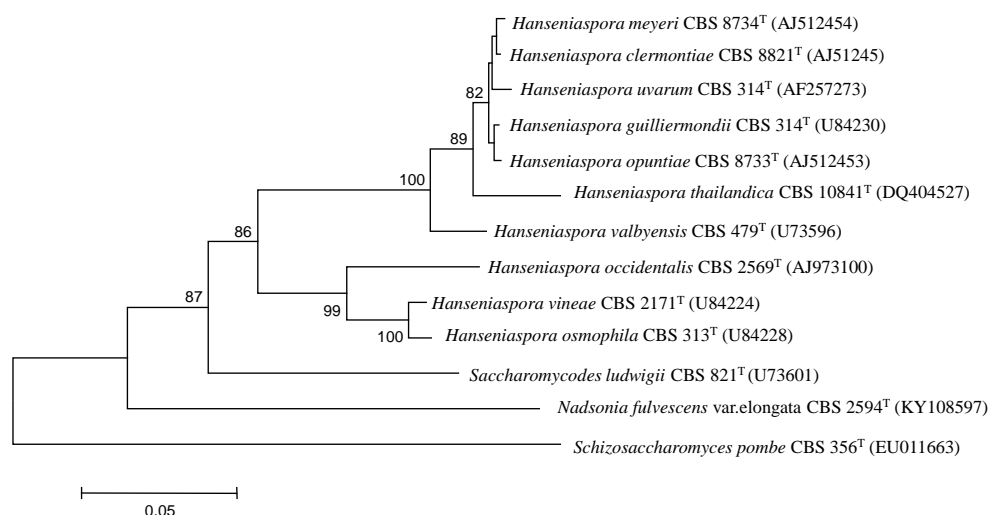 Hanseniaspora meyeri CBS 8734T (AJ512454)
Hanseniaspora clermontiae CBS 8821T (AJ51245)
82
Hanseniaspora uvarum CBS 314T (AF257273)
Hanseniaspora guilliermondii CBS 314T (U84230)
89
Hanseniaspora opuntiae CBS 8733T (AJ512453)
100
Hanseniaspora thailandica CBS 10841T (DQ404527)
86
Hanseniaspora valbyensis CBS 479T (U73596)
Hanseniaspora occidentalis CBS 2569T (AJ973100)
87
Hanseniaspora vineae CBS 2171T (U84224)
99
100
Hanseniaspora osmophila CBS 313T (U84228)
Saccharomycodes ludwigii CBS 821T (U73601)
Nadsonia fulvescens var.elongata CBS 2594T (KY108597)
Schizosaccharomyces pombe CBS 356T (EU011663)
0.05